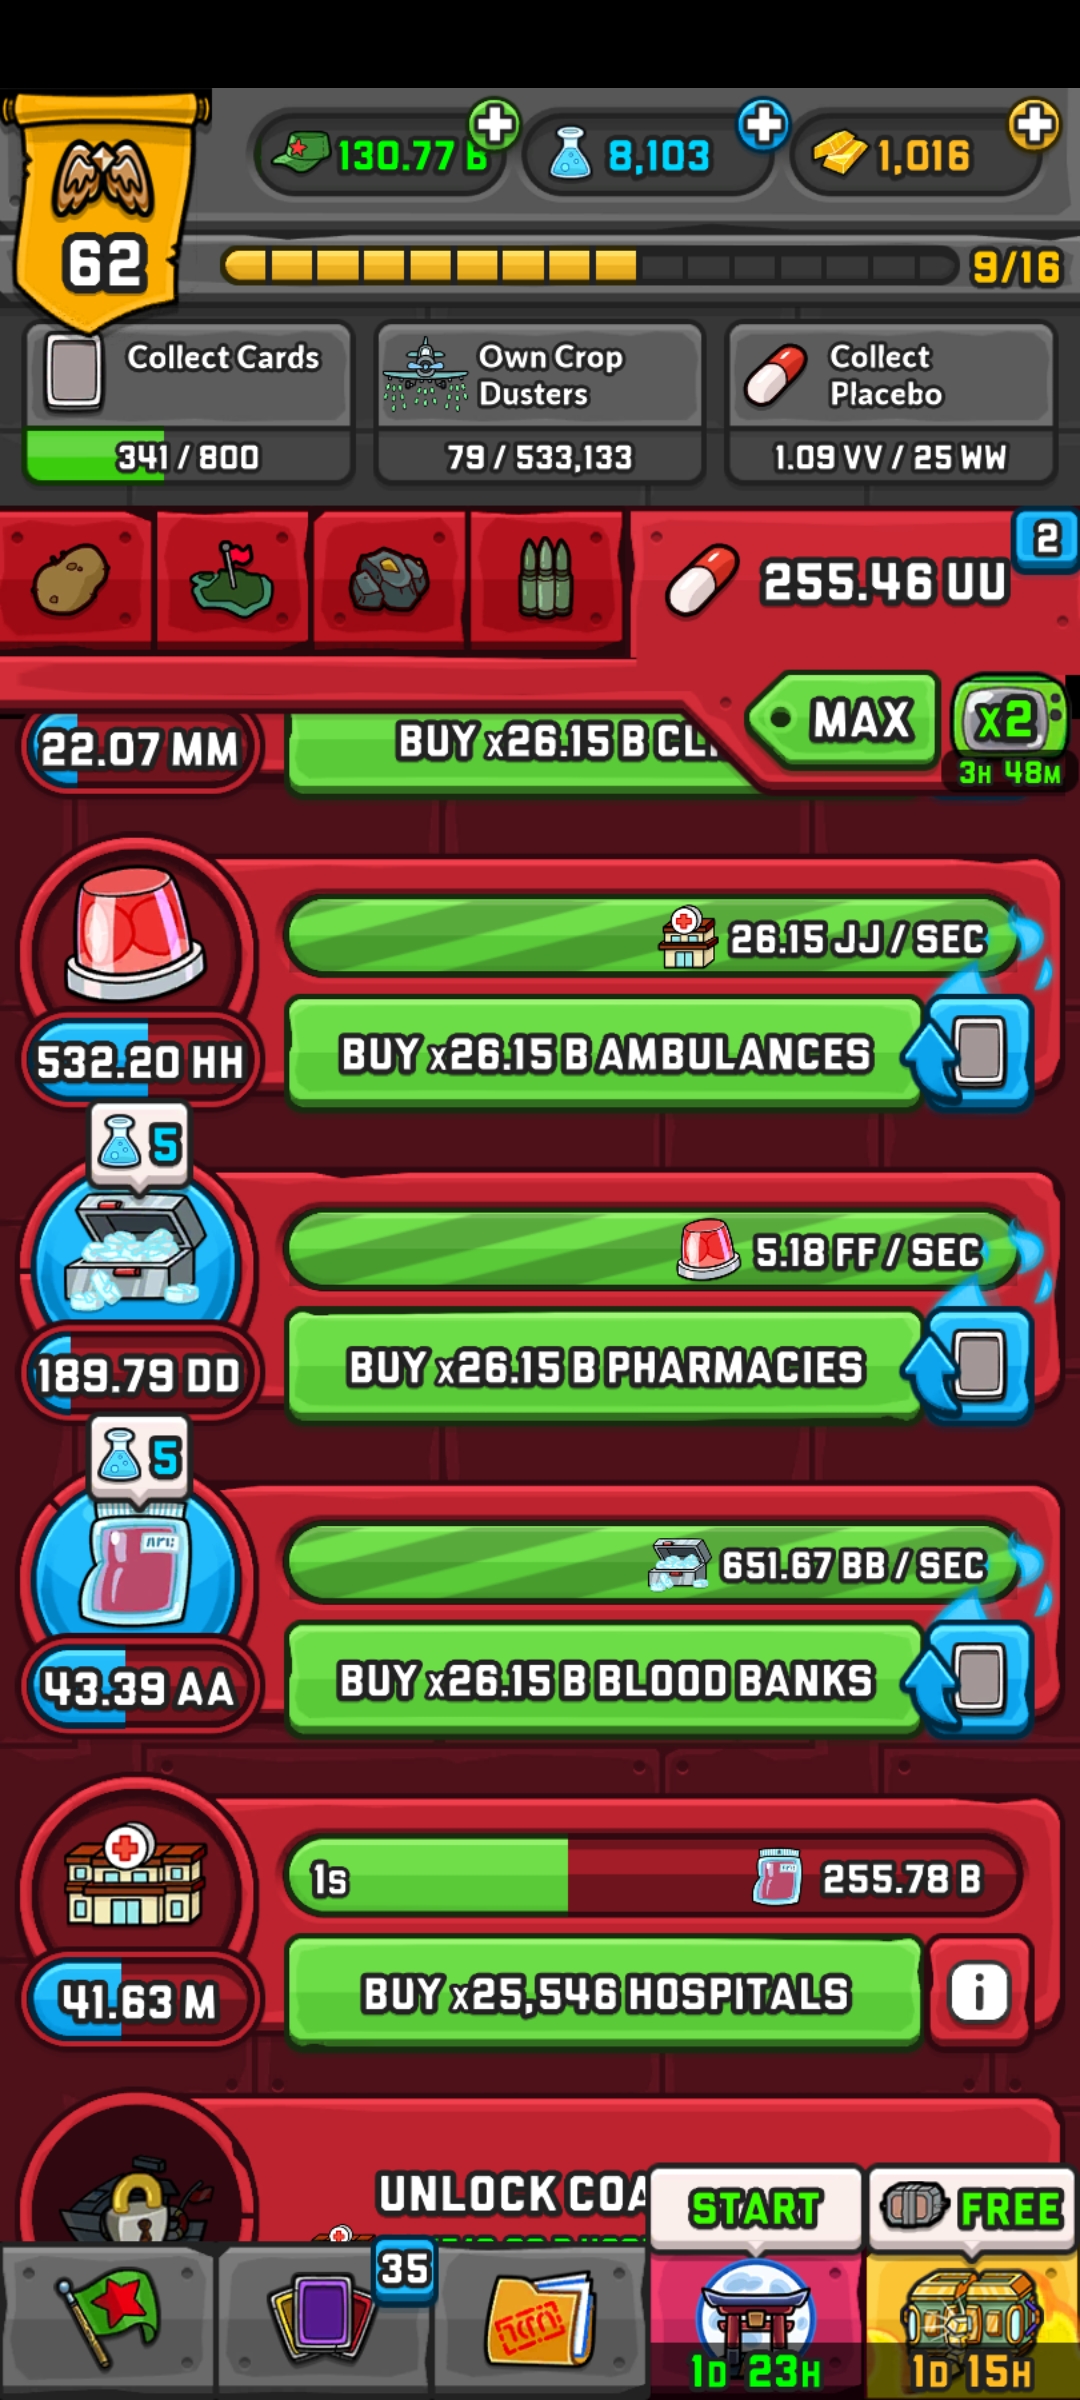 130.77 B
8,103
1,016
62
9/16
Collect Cards
341 / 800
Own Crop
Dusters
79 / 533,133
Collect
Placebo
1.09 VV / 25 WW
255.46 UU
2
MAX
x2
3H 48M
22.07 MM
BUY x26.15 B
26.15 JJ / SEC
532.20 HH
BUY x26.15 B AMBULANCES
5
5.18 FF / SEC
189.79 DD
BUY x26.15 B PHARMACIES
5
651.67 BB / SEC
43.39 AA
BUY x26.15 B BLOOD BANKS
1s
255.78 B
41.63 M
BUY x25,546 HOSPITALS
i
UNLOCK
START
FREE
35
1D 23H
1D 15H